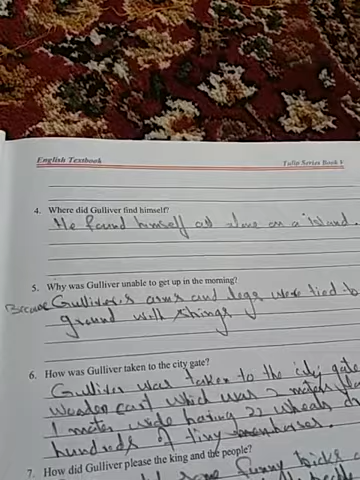 English Textbook Tulip Series Book V
4. Where did Gulliver find himself?
He found himself as alone on a island.
5. Why was Gulliver unable to get up in the morning?
Because Gulliver's arms and legs were tied to
ground with strings
6. How was Gulliver taken to the city gate?
Gulliver was taken to the city gate
wooden cart which was 2 meters
1 meter wide having 22 wheels
hundreds of tiny horses.
7. How did Gulliver please the king and the people?
some funny tricks